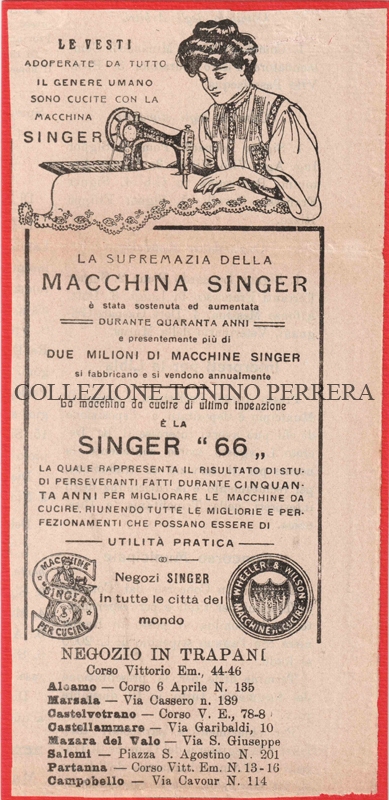 LE VESTI
ADOPERATE DA TUTTO
IL GENERE UMANO
SONO CUCITE CON LA
MACCHINA
SINGER
LA SUPREMAZIA DELLA
MACCHINA SINGER
è stata sostenuta ed aumentata
DURANTE QUARANTA ANNI
e presentemente più di
DUE MILIONI DI MACCHINE SINGER
si fabbricano e si vendono annualmente
COLLEZIONE TONINO PERRERA
La macchina da cucire di ultima invenzione
È LA
SINGER “ 66 „
LA QUALE RAPPRESENTA IL RISULTATO DI STU-
DI PERSEVERANTI FATTI DURANTE CINQUAN-
TA ANNI PER MIGLIORARE LE MACCHINE DA
CUCIRE, RIUNENDO TUTTE LE MIGLIORIE E PER-
FEZIONAMENTI CHE POSSANO ESSERE DI
UTILITÀ PRATICA
MACCHINE
SINGER
PER CUCIRE
Negozi SINGER
in tutte le città del
mondo
WHEELER & WILSON
MACCHINE PER CUCIRE
NEGOZIO IN TRAPANI
Corso Vittorio Em., 44-46
Alcamo — Corso 6 Aprile N. 135
Marsala — Via Cassero n. 189
Castelvetrano — Corso V. E., 78-8
Castellammare — Via Garibaldi, 10
Mazara del Valo — Via S. Giuseppe
Salemi — Piazza S. Agostino N. 201
Partanna — Corso Vitt. Em. N. 13-16
Campobello — Via Cavour N. 114